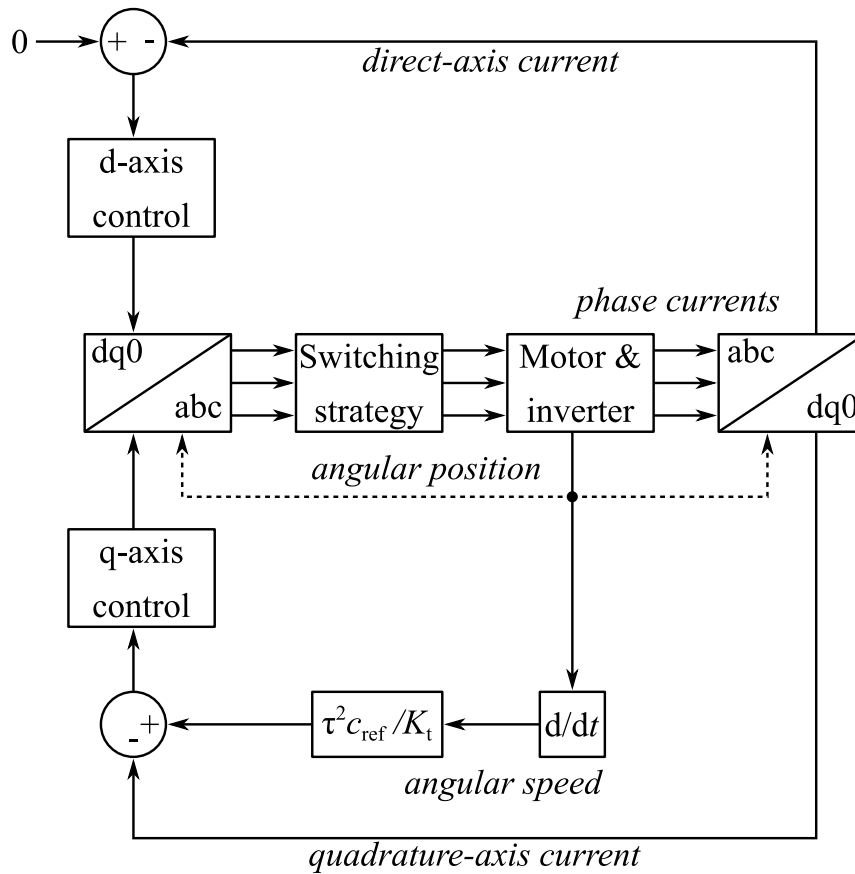 0
+ -
direct-axis current
d-axis
control
phase currents
dq0
abc
Switching
strategy
Motor &
inverter
abc
dq0
angular position
q-axis
control
- +
τ²c_ref /K_t
d/dt
angular speed
quadrature-axis current